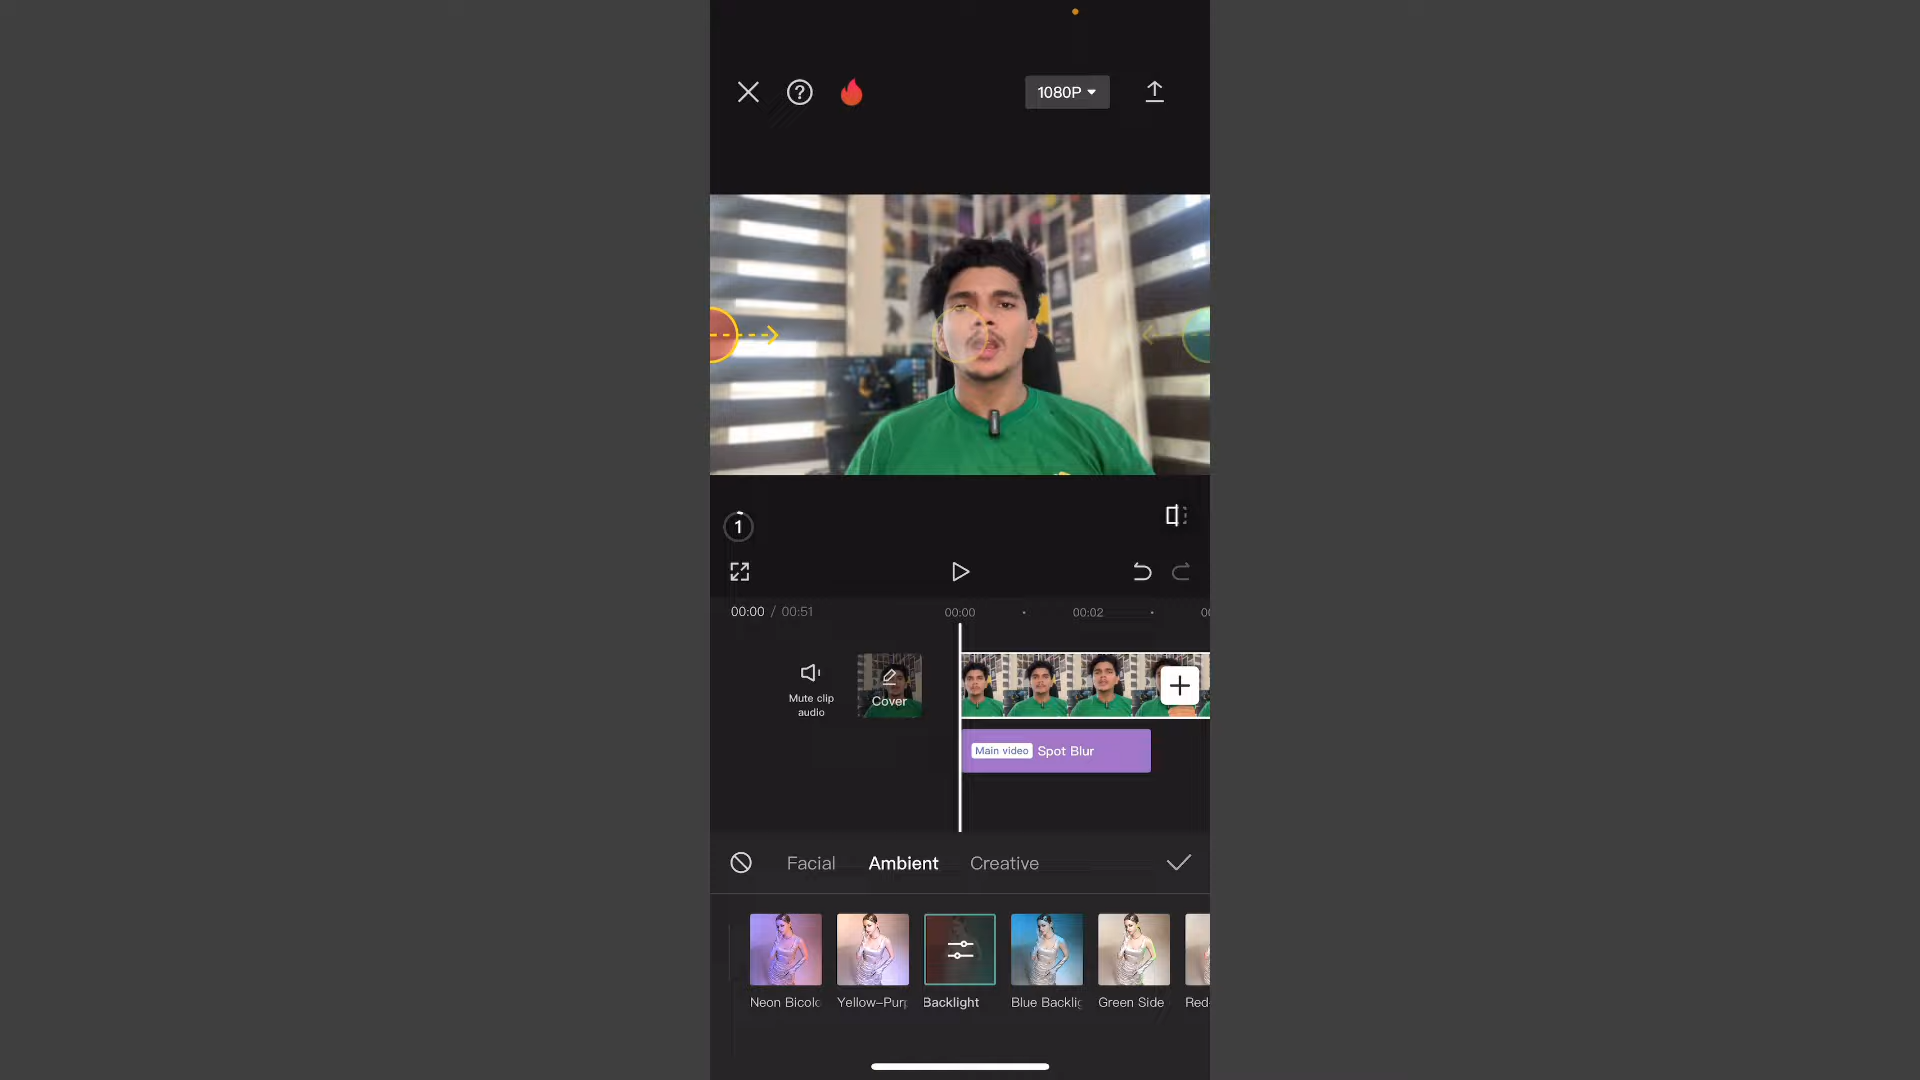 1080P
1
00:00 / 00:51
00:00
00:02
Mute clip
audio
Cover
Main video Spot Blur
Facial Ambient Creative
Neon Bicolo
Yellow-Pur
Backlight
Blue Backlig
Green Side
Red-